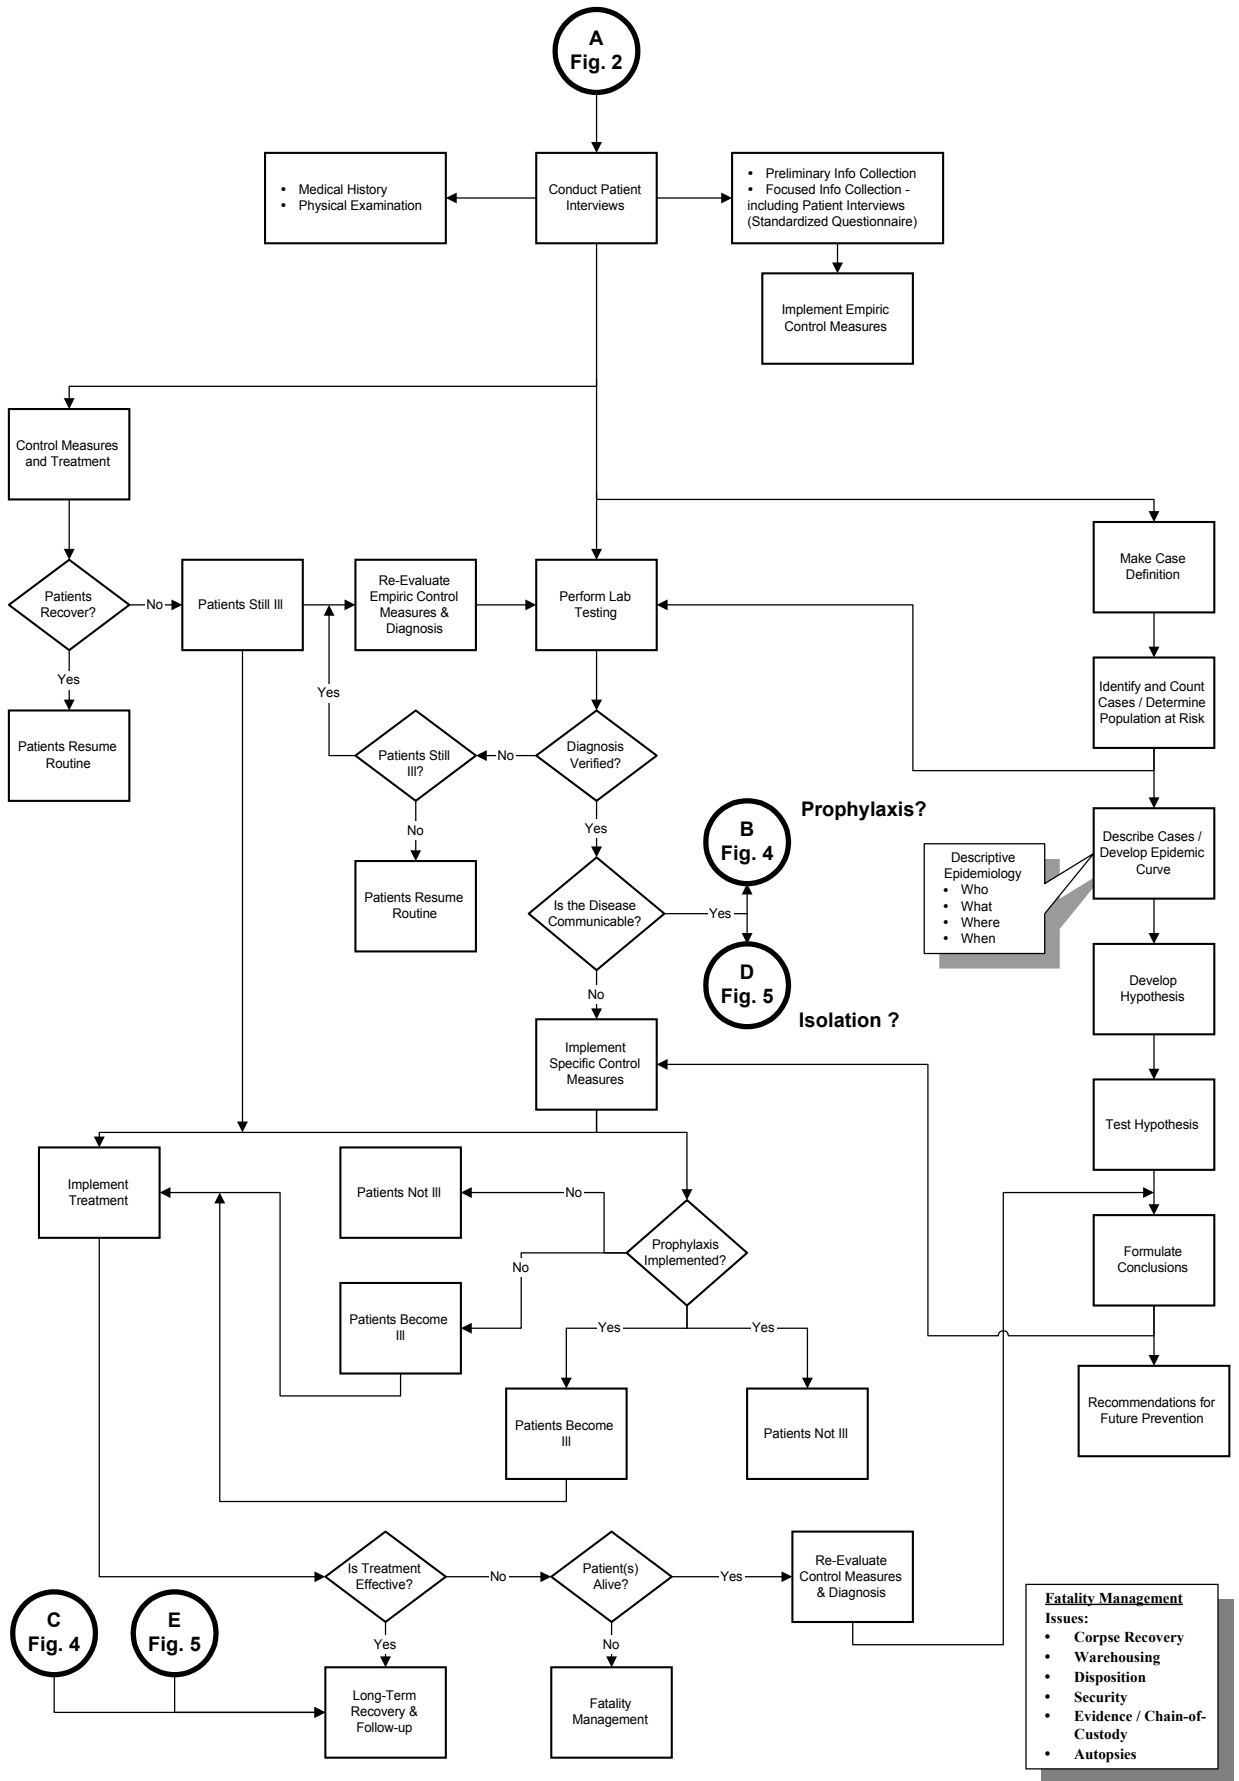 A
Fig. 2
• Medical History
• Physical Examination
Conduct Patient
Interviews
• Preliminary Info Collection
• Focused Info Collection -
including Patient Interviews
(Standardized Questionnaire)
Implement Empiric
Control Measures
Control Measures
and Treatment
Make Case
Definition
Patients
Recover?
No
Patients Still Ill
Re-Evaluate
Empiric Control
Measures &
Diagnosis
Perform Lab
Testing
Yes
Yes
Identify and Count
Cases / Determine
Population at Risk
Patients Resume
Routine
Patients Still
Ill?
No
Diagnosis
Verified?
No
Yes
B
Fig. 4
Prophylaxis?
Describe Cases /
Develop Epidemic
Curve
Descriptive
Epidemiology
• Who
• What
• Where
• When
Patients Resume
Routine
Is the Disease
Communicable?
Yes
D
Fig. 5
Isolation ?
No
Develop
Hypothesis
Implement
Specific Control
Measures
Test Hypothesis
Implement
Treatment
Patients Not Ill
No
Prophylaxis
Implemented?
No
Formulate
Conclusions
Patients Become
Ill
Yes
Yes
Recommendations for
Future Prevention
Patients Become
Ill
Patients Not Ill
Is Treatment
Effective?
No
Patient(s)
Alive?
Yes
Re-Evaluate
Control Measures
& Diagnosis
C
Fig. 4
E
Fig. 5
Yes
No
Long-Term
Recovery &
Follow-up
Fatality
Management
Fatality Management
Issues:
• Corpse Recovery
• Warehousing
• Disposition
• Security
• Evidence / Chain-of-
Custody
• Autopsies